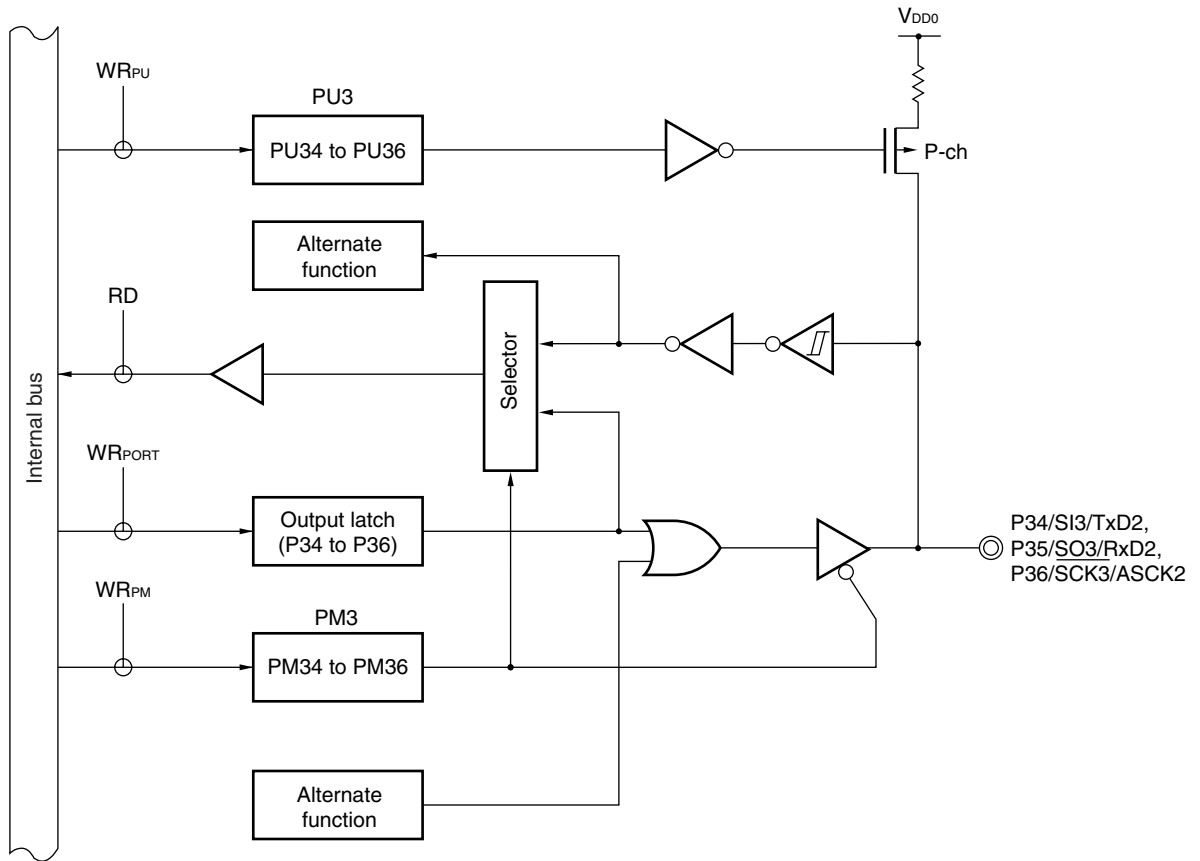 VDD0
WRPU
PU3
PU34 to PU36
P-ch
Alternate
function
RD
Selector
Internal bus
WRPORT
Output latch
(P34 to P36)
P34/SI3/TxD2,
P35/SO3/RxD2,
P36/SCK3/ASCK2
WRPM
PM3
PM34 to PM36
Alternate
function